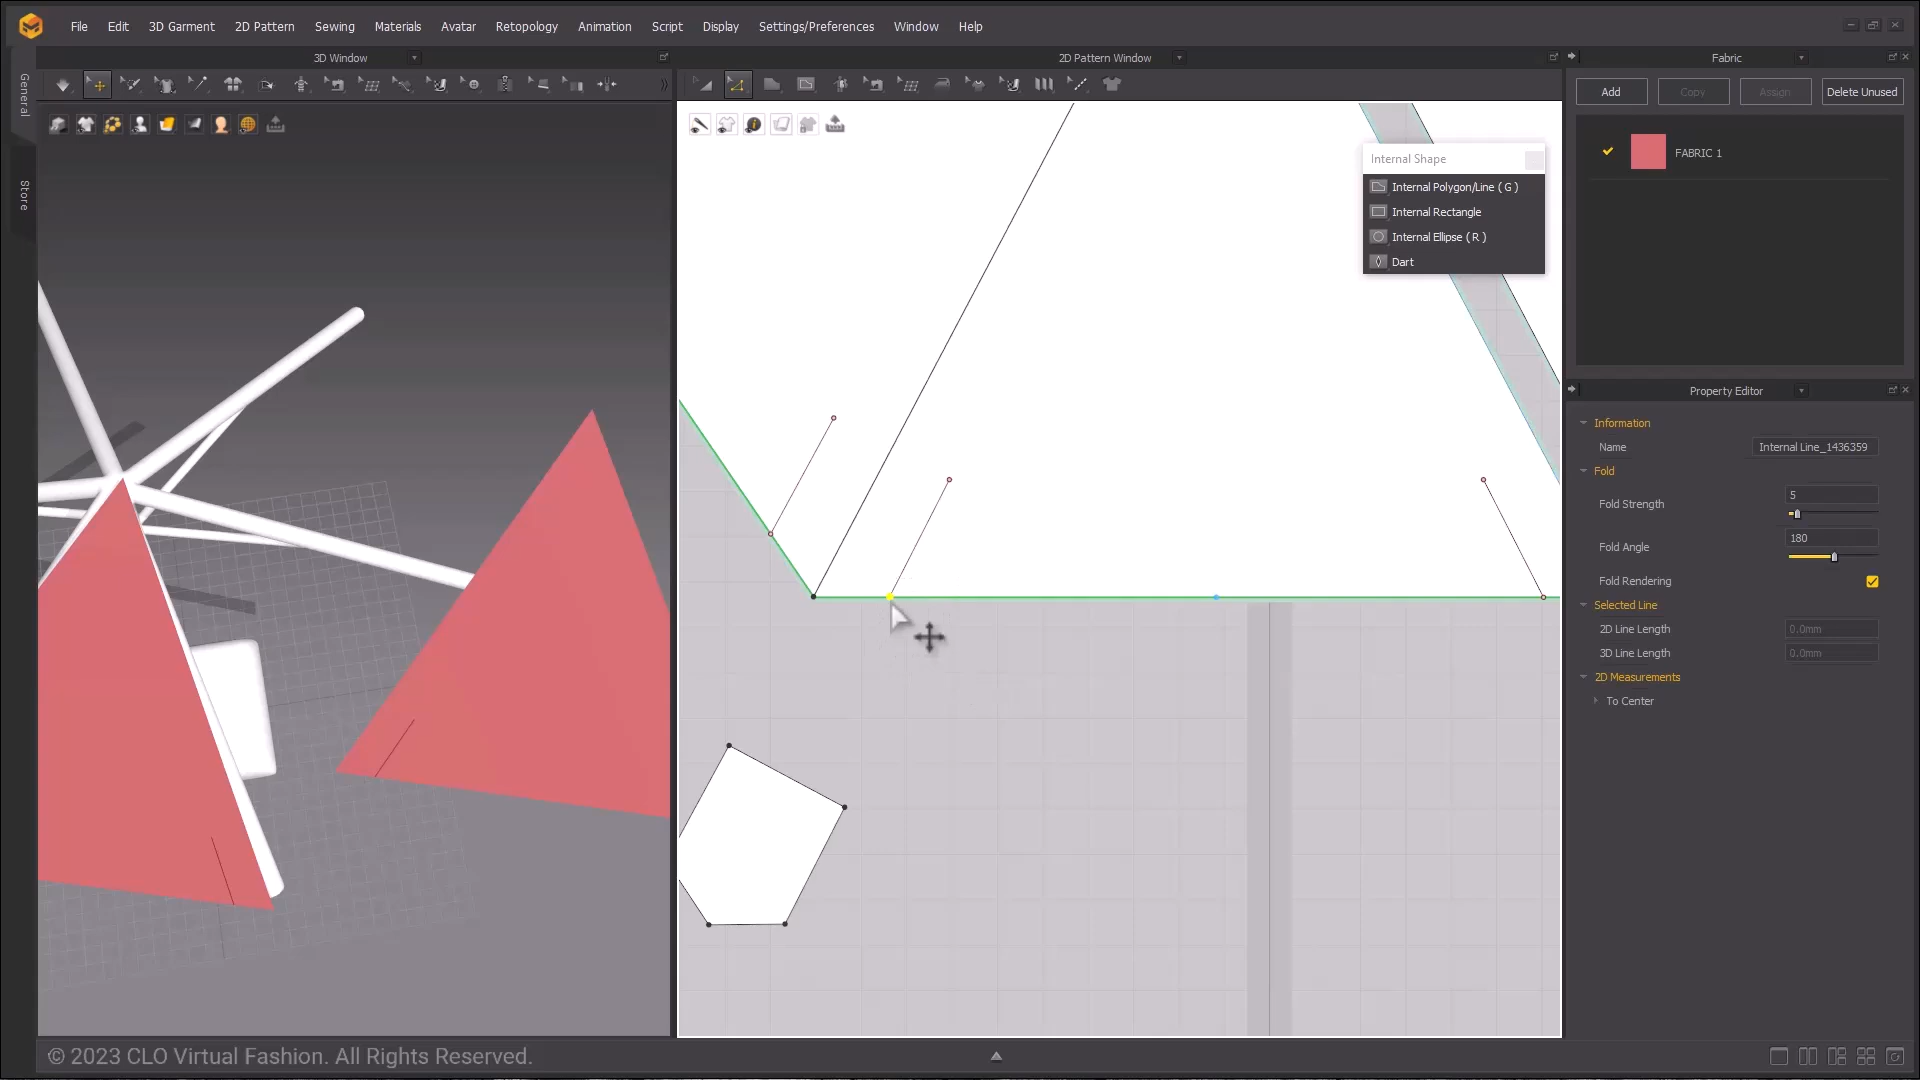 File Edit 3D Garment 2D Pattern Sewing Materials Avatar Retopology Animation Script Display Settings/Preferences Window Help
3D Window
2D Pattern Window
Fabric
General
Store
Add Copy Assign Delete Unused
FABRIC 1
Internal Shape
Internal Polygon/Line ( G )
Internal Rectangle
Internal Ellipse ( R )
Dart
Property Editor
Information
Name Internal Line_1436359
Fold
Fold Strength 5
Fold Angle 180
Fold Rendering
Selected Line
2D Line Length 0.0mm
3D Line Length 0.0mm
2D Measurements
To Center
© 2023 CLO Virtual Fashion. All Rights Reserved.